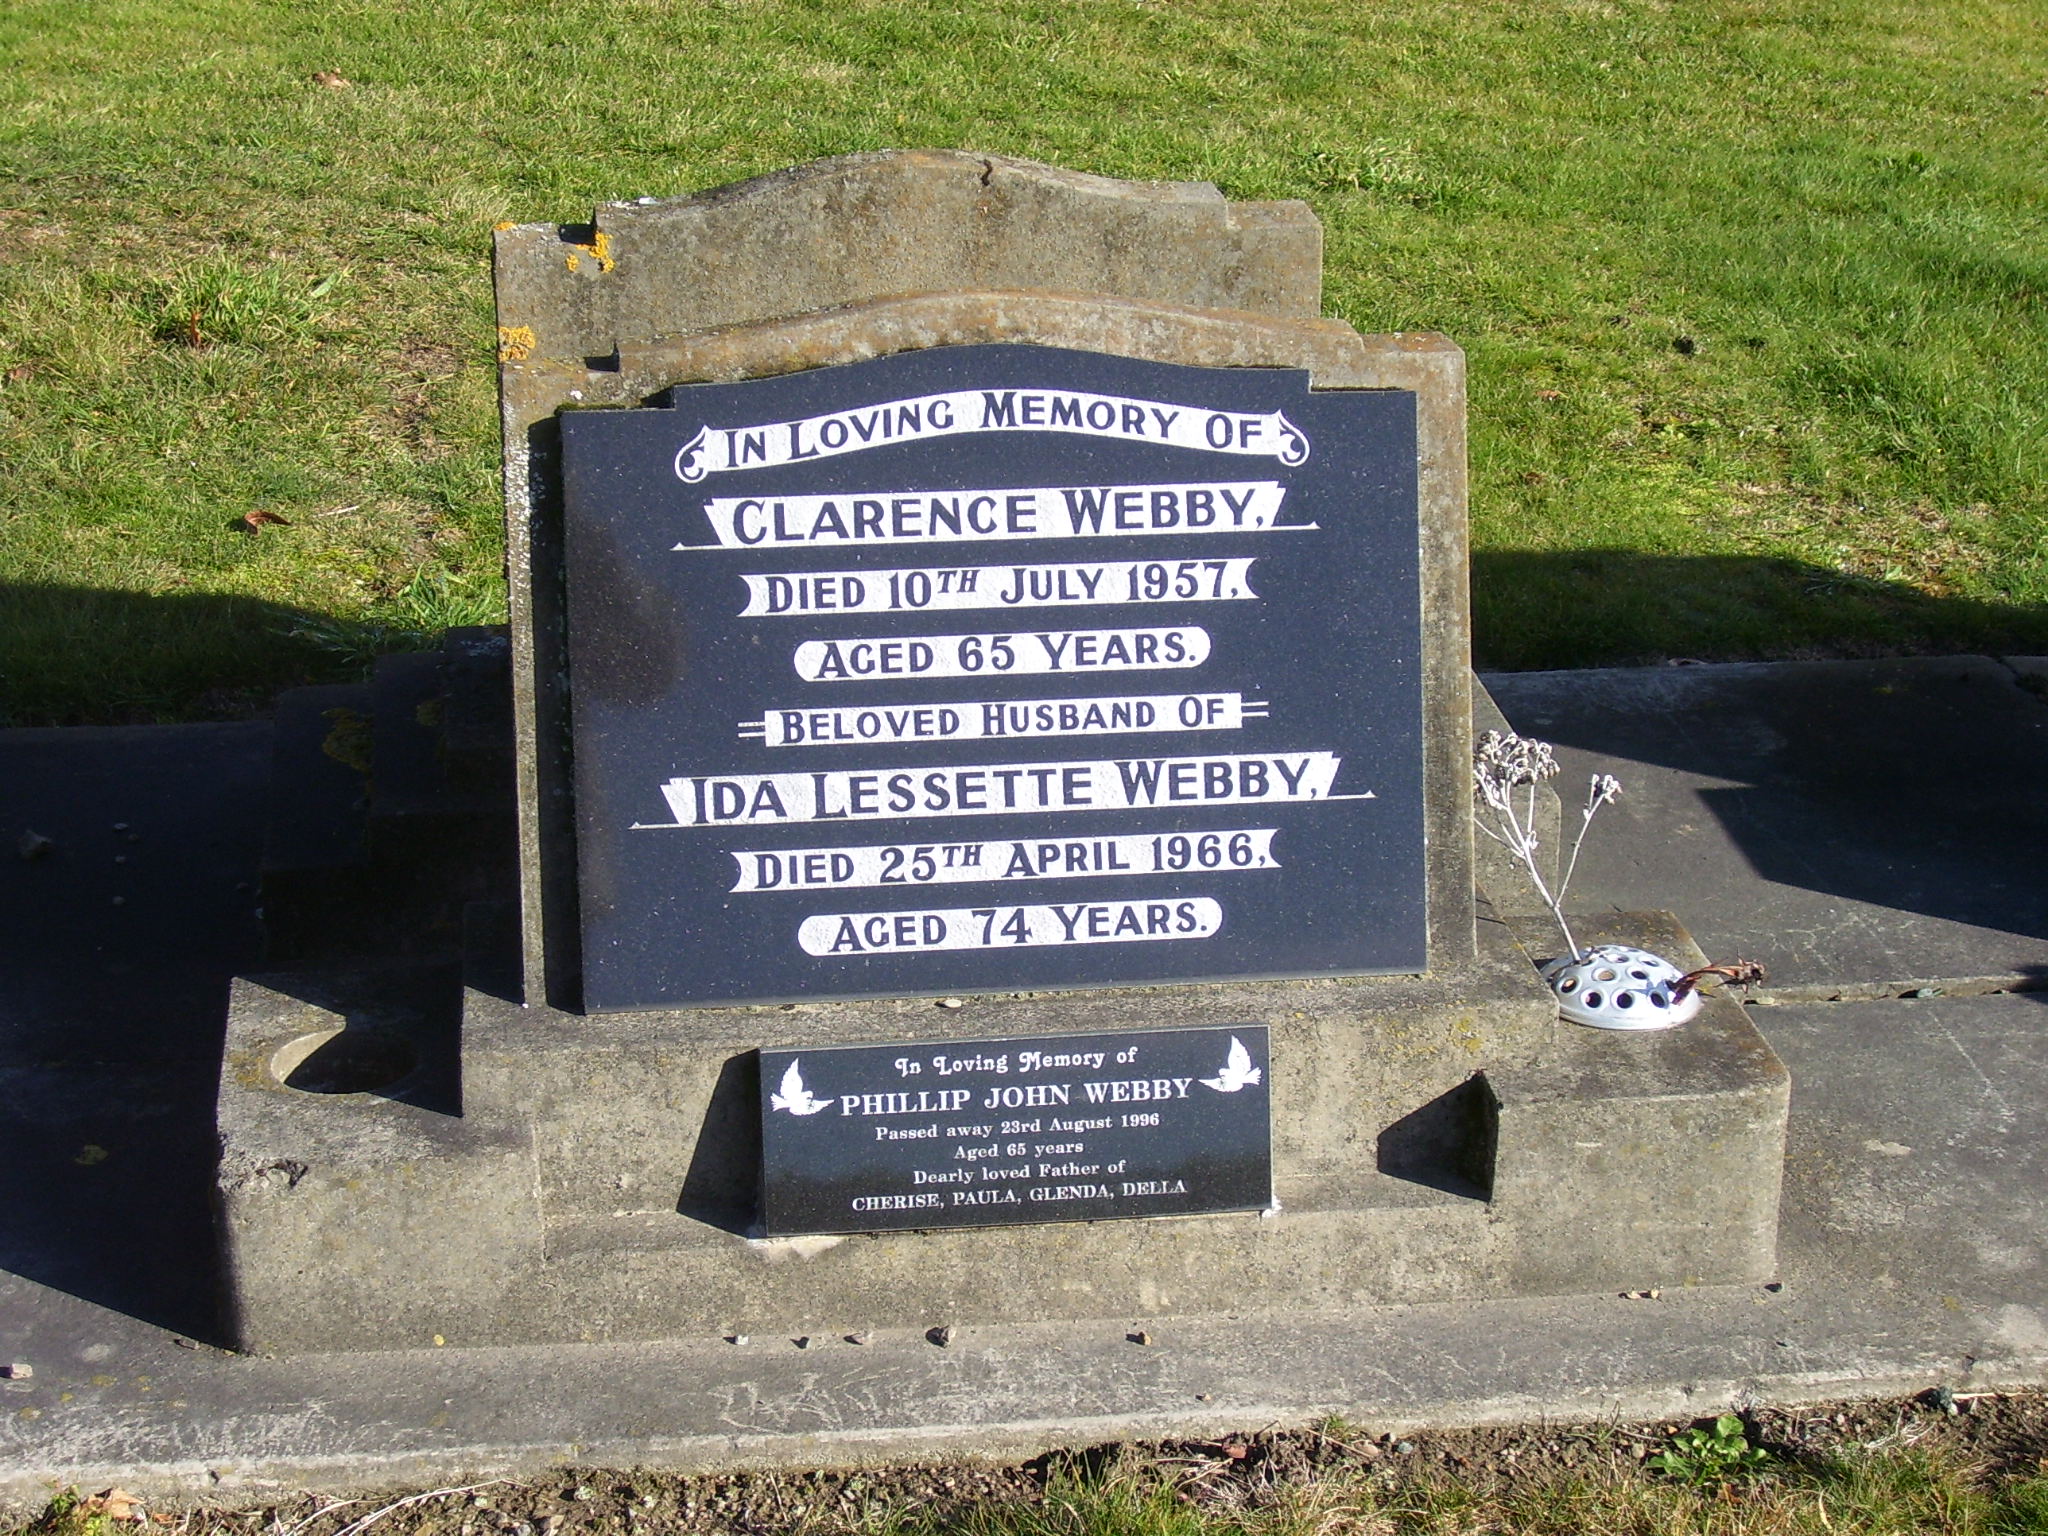 IN LOVING MEMORY OF
CLARENCE WEBBY,
DIED 10TH JULY 1957,
AGED 65 YEARS.
BELOVED HUSBAND OF
IDA LESSETTE WEBBY,
DIED 25TH APRIL 1966,
AGED 74 YEARS.
In Loving Memory of
PHILLIP JOHN WEBBY
Passed away 23rd August 1996
Aged 65 years
Dearly loved Father of
CHERISE, PAULA, GLENDA, DELLA